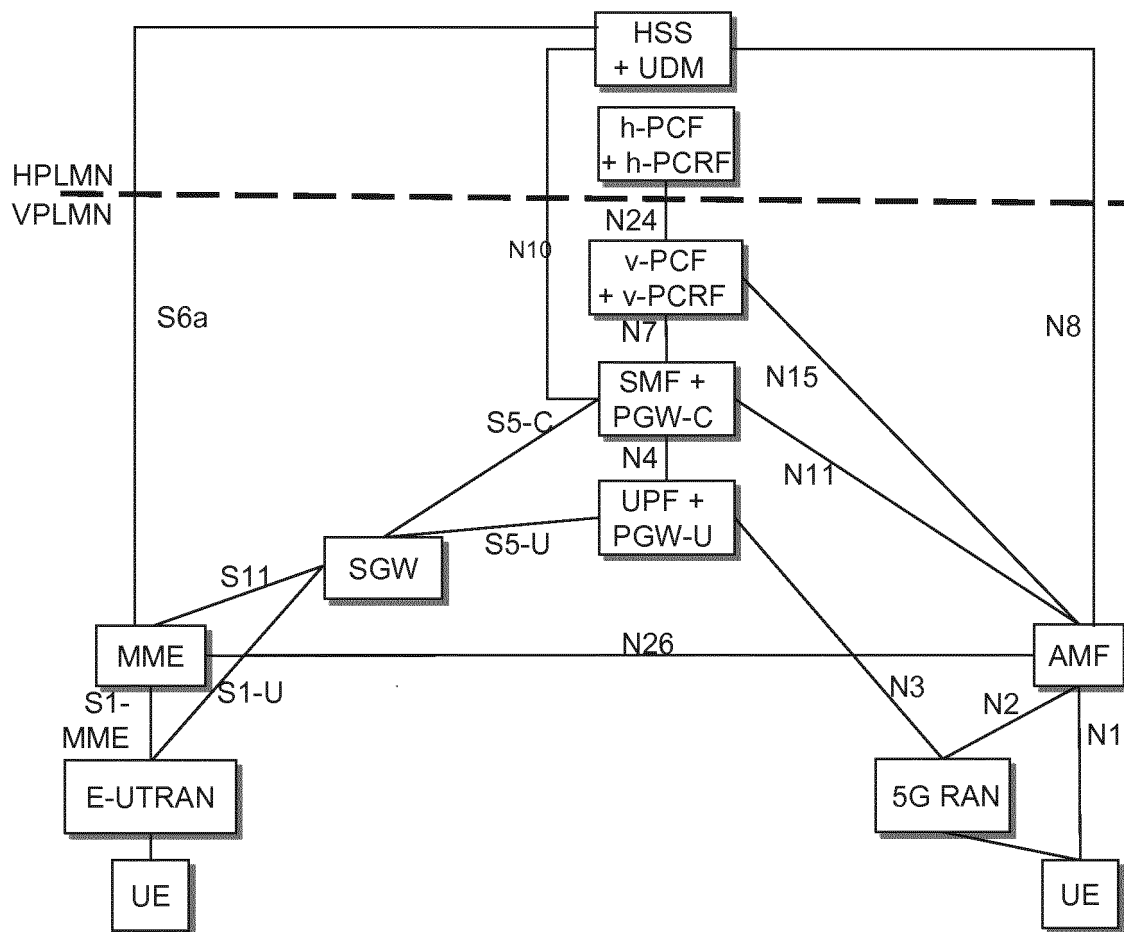 HSS
+ UDM
h-PCF
+ h-PCRF
HPLMN
VPLMN
N24
N10
v-PCF
+ v-PCRF
S6a
N8
N7
N15
SMF +
PGW-C
S5-C
N4
N11
UPF +
PGW-U
S5-U
SGW
S11
MME
N26
AMF
S1-U
S1-
MME
N3
N2
N1
E-UTRAN
5G RAN
UE
UE